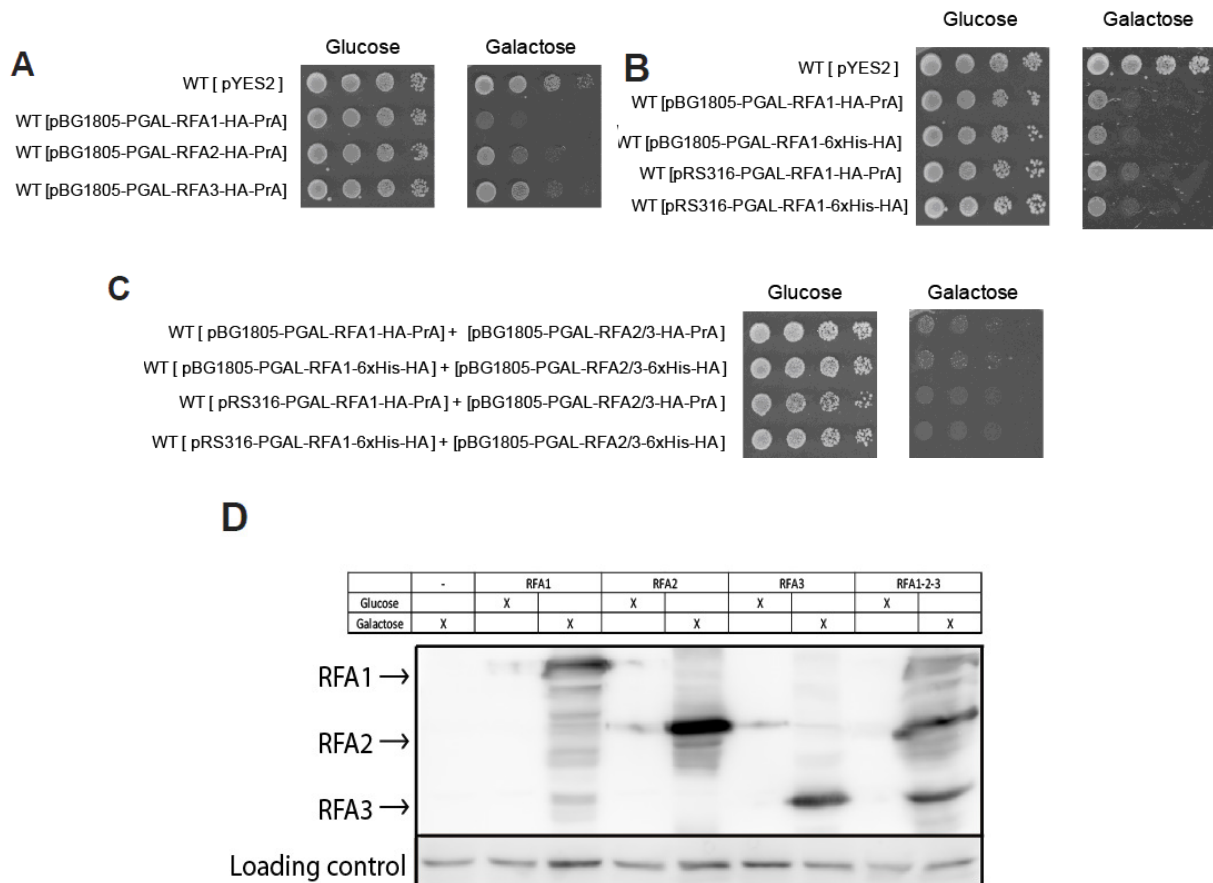 A
Glucose Galactose
WT [ pYES2]
WT [pBG1805-PGAL-RFA1-HA-PrA]
WT [pBG1805-PGAL-RFA2-HA-PrA]
WT [pBG1805-PGAL-RFA3-HA-PrA]
B
Glucose Galactose
WT [ pYES2 ]
WT [pBG1805-PGAL-RFA1-HA-PrA]
WT [pBG1805-PGAL-RFA1-6xHis-HA]
WT [pRS316-PGAL-RFA1-HA-PrA]
WT [pRS316-PGAL-RFA1-6xHis-HA]
C
Glucose Galactose
WT [ pBG1805-PGAL-RFA1-HA-PrA] + [pBG1805-PGAL-RFA2/3-HA-PrA]
WT [ pBG1805-PGAL-RFA1-6xHis-HA] + [pBG1805-PGAL-RFA2/3-6xHis-HA]
WT [ pRS316-PGAL-RFA1-HA-PrA] + [pBG1805-PGAL-RFA2/3-HA-PrA]
WT [ pRS316-PGAL-RFA1-6xHis-HA] + [pBG1805-PGAL-RFA2/3-6xHis-HA]
D
- RFA1 RFA2 RFA3 RFA1-2-3
Glucose X X X X
Galactose X X X X X
RFA1 →
RFA2 →
RFA3 →
Loading control